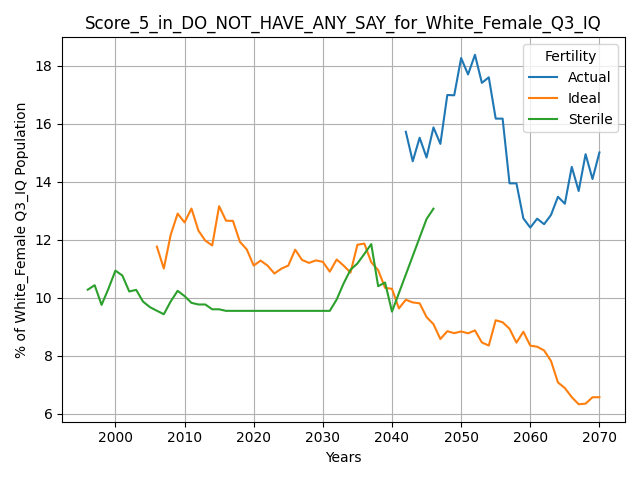 Score_5_in_DO_NOT_HAVE_ANY_SAY_for_White_Female_Q3_IQ
Fertility
Actual
Ideal
Sterile
% of White_Female Q3_IQ Population
18
16
14
12
10
8
6
2000 2010 2020 2030 2040 2050 2060 2070
Years